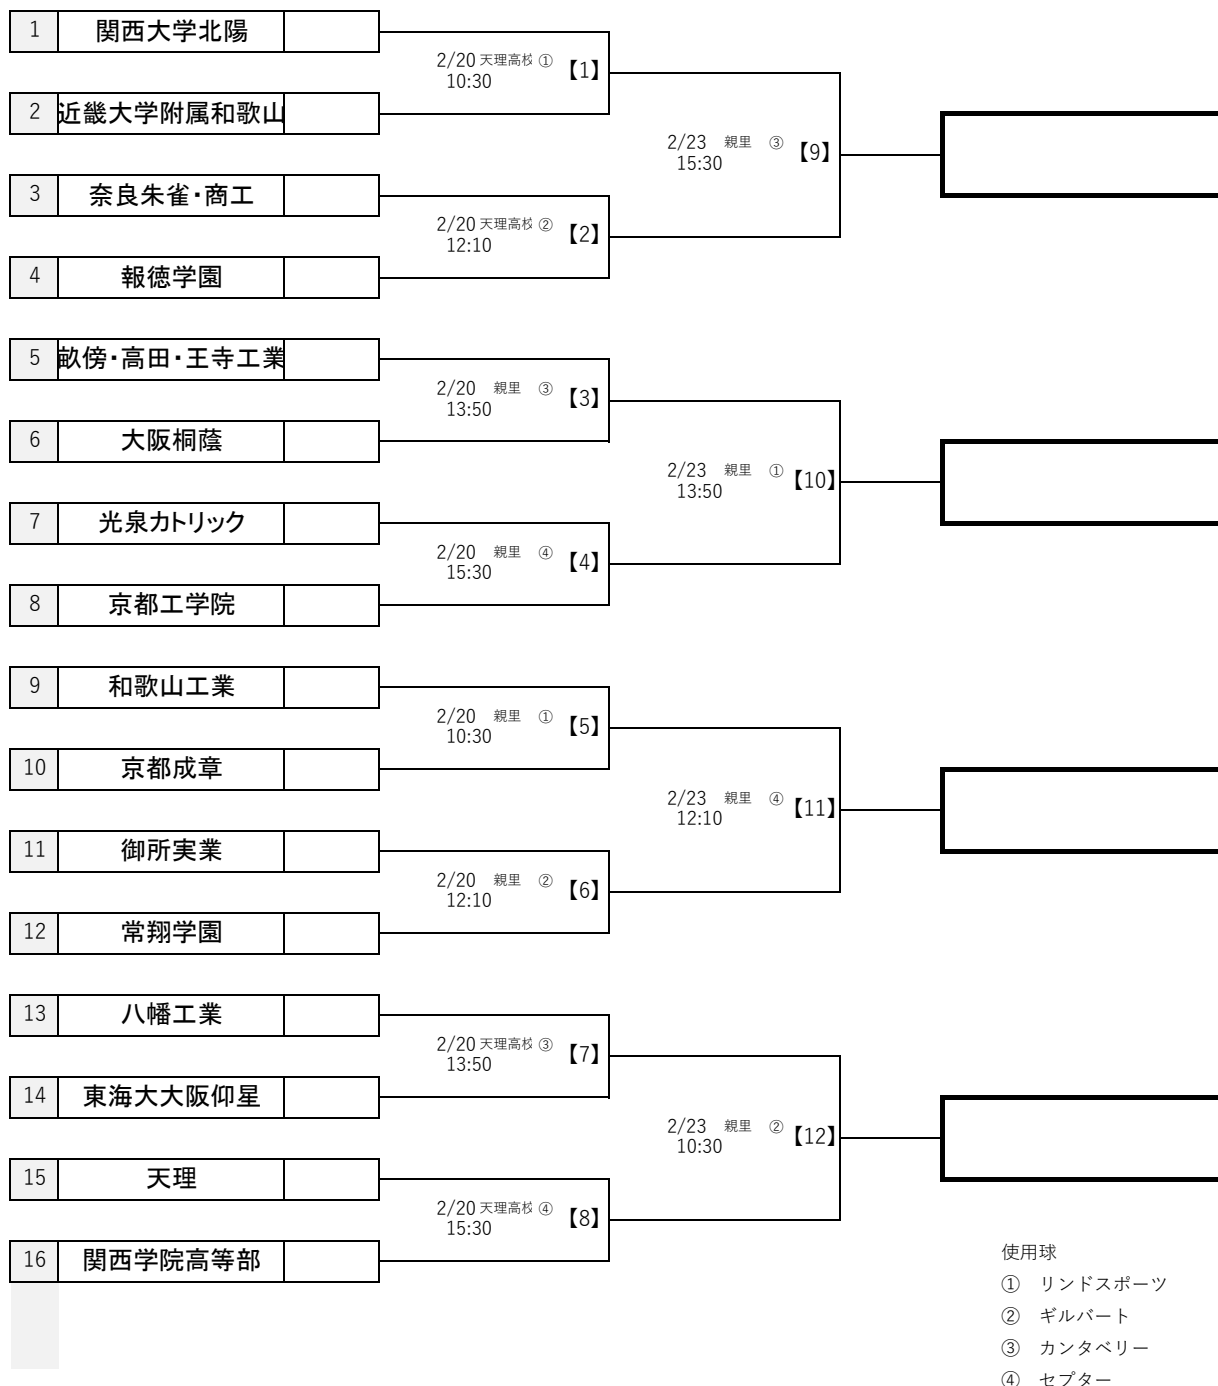 1 関西大学北陽
2/20 天理高校 ① 【1】
10:30
2 近畿大学附属和歌山
2/23 親里 ③ 【9】
15:30
3 奈良朱雀・商工
2/20 天理高校 ② 【2】
12:10
4 報徳学園
5 畝傍・高田・王寺工業
2/20 親里 ③ 【3】
13:50
6 大阪桐蔭
2/23 親里 ① 【10】
13:50
7 光泉カトリック
2/20 親里 ④ 【4】
15:30
8 京都工学院
9 和歌山工業
2/20 親里 ① 【5】
10:30
10 京都成章
2/23 親里 ④ 【11】
12:10
11 御所実業
2/20 親里 ② 【6】
12:10
12 常翔学園
13 八幡工業
2/20 天理高校 ③ 【7】
13:50
14 東海大大阪仰星
2/23 親里 ② 【12】
10:30
15 天理
2/20 天理高校 ④ 【8】
15:30
16 関西学院高等部
使用球
① リンドスポーツ
② ギルバート
③ カンタベリー
④ セプター